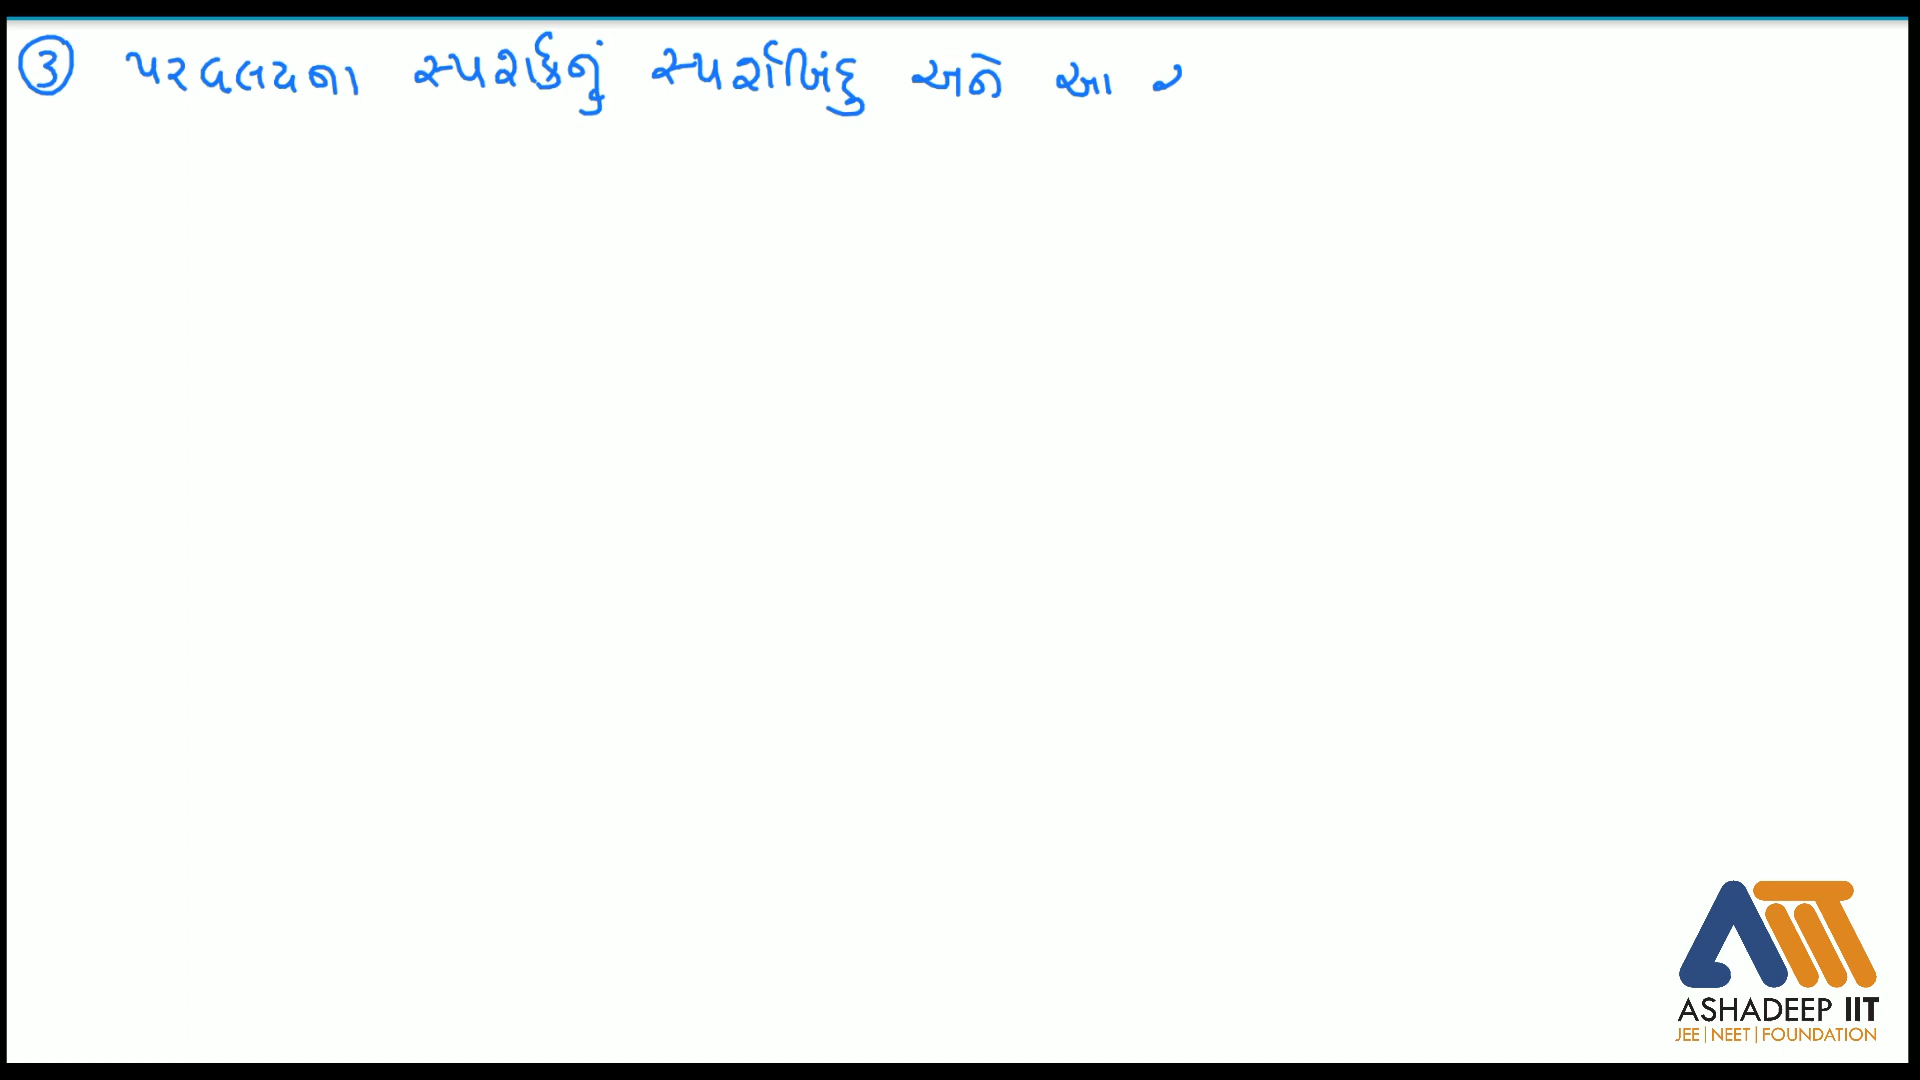 ③ પરવલયના સ્પર્શકનું સ્પર્શબિંદુ અને આ
ASHADEEP IIT
JEE | NEET | FOUNDATION